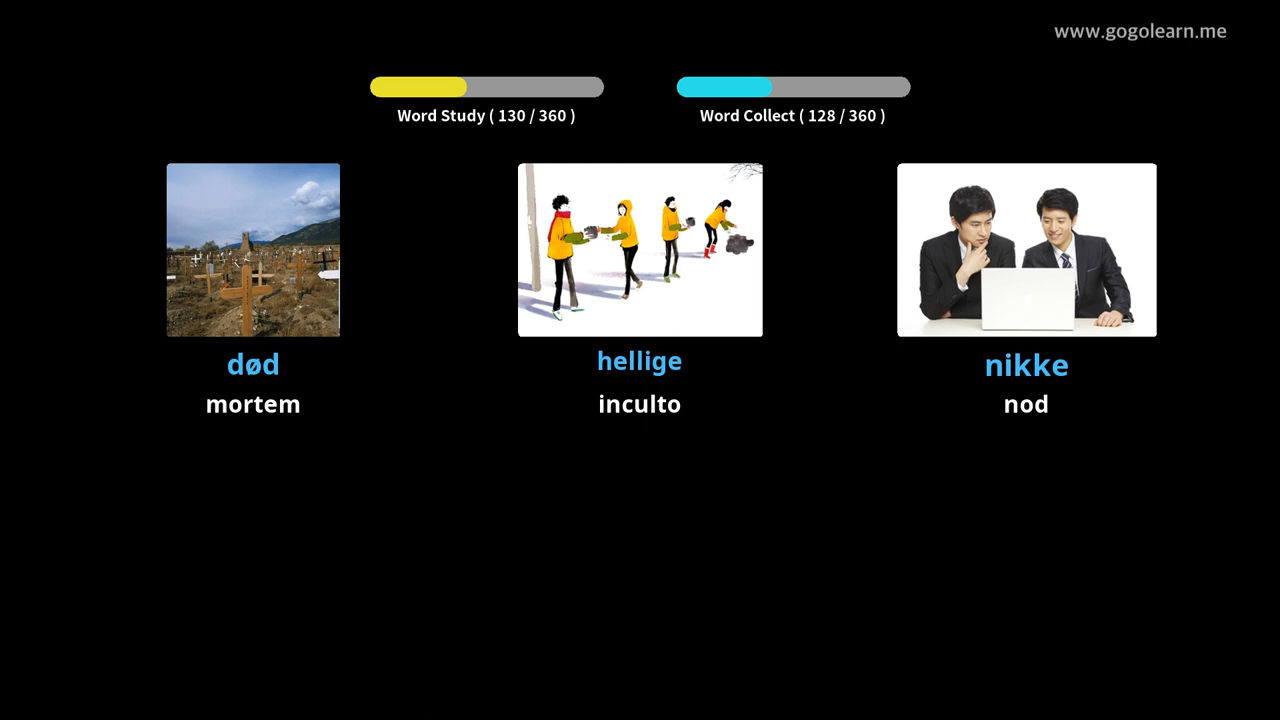 www.gogolearn.me
Word Study ( 130 / 360 )
Word Collect ( 128 / 360 )
død
hellige
nikke
mortem
inculto
nod